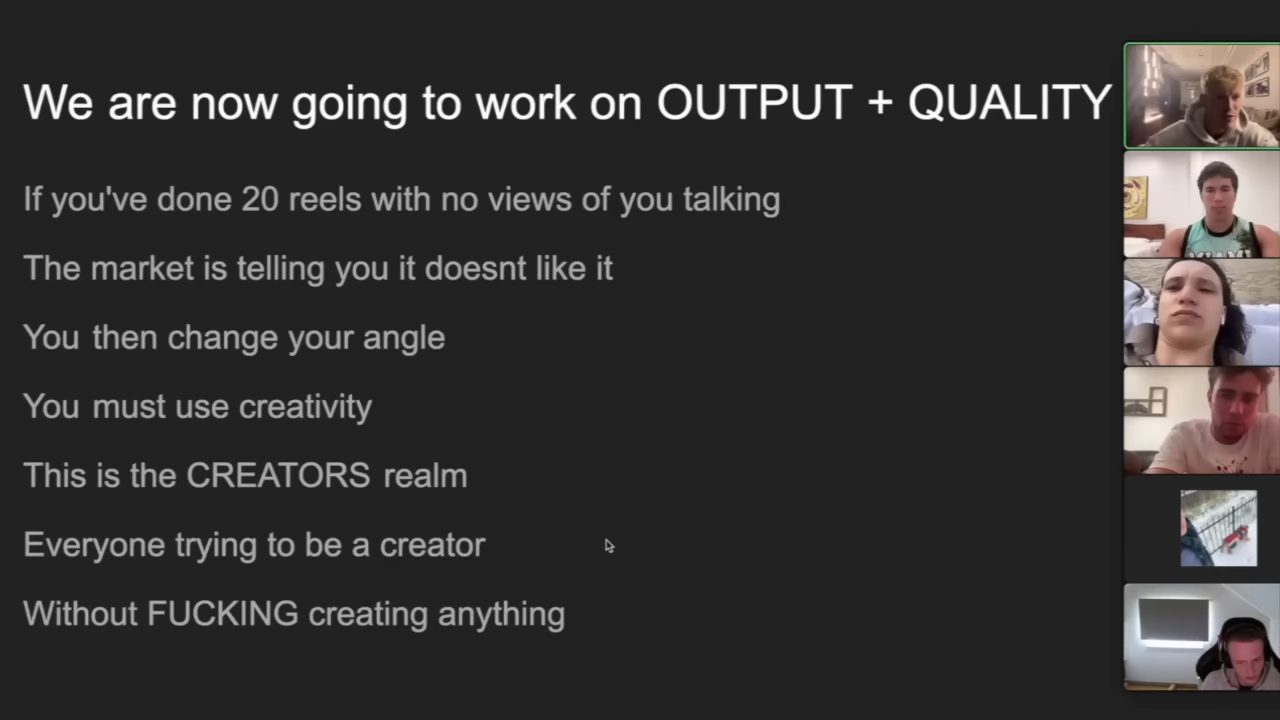 We are now going to work on OUTPUT + QUALITY
If you've done 20 reels with no views of you talking
The market is telling you it doesnt like it
You then change your angle
You must use creativity
This is the CREATORS realm
Everyone trying to be a creator
Without FUCKING creating anything
MIAMI